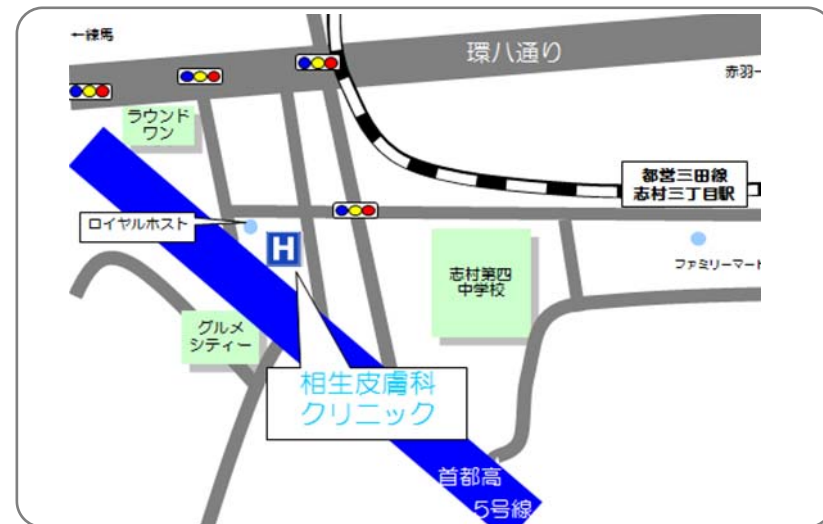 ←練馬
環八通り
赤羽
ラウンド
ワン
都営三田線
志村三丁目駅
ロイヤルホスト
H
志村第四
中学校
ファミリーマート
グルメ
シティー
相生皮膚科
クリニック
首都高
5号線